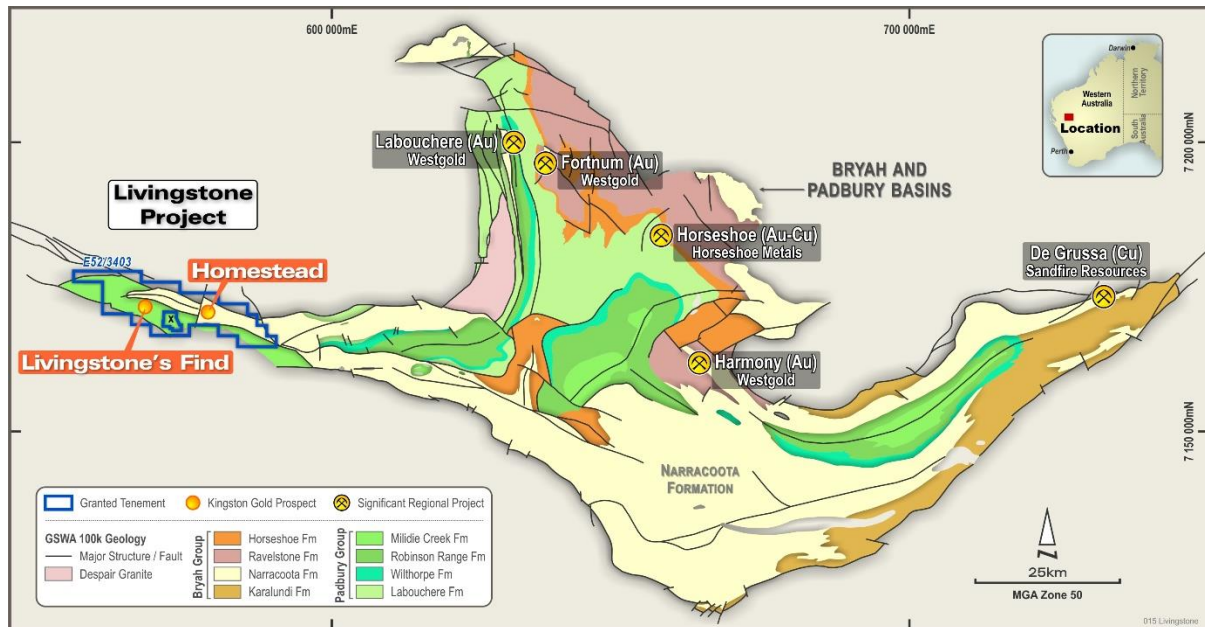 600 000mE
700 000mE
Darwin
Western
Australia
Northern
Territory
South
Australia
Location
Perth
7 200 000mN
7 150 000mN
Labouchere (Au)
Westgold
Fortnum (Au)
Westgold
BRYAH AND
PADBURY BASINS
Livingstone
Project
Horseshoe (Au-Cu)
Horseshoe Metals
De Grussa (Cu)
Sandfire Resources
E52/3403
Homestead
X
Livingstone's Find
Harmony (Au)
Westgold
NARRACOOTA
FORMATION
Granted Tenement
Kingston Gold Prospect
Significant Regional Project
GSWA 100k Geology
Major Structure / Fault
Despair Granite
Bryah Group
Horseshoe Fm
Ravelstone Fm
Narracoota Fm
Karalundi Fm
Padbury Group
Milidie Creek Fm
Robinson Range Fm
Wilthorpe Fm
Labouchere Fm
N
25km
MGA Zone 50
015 Livingstone